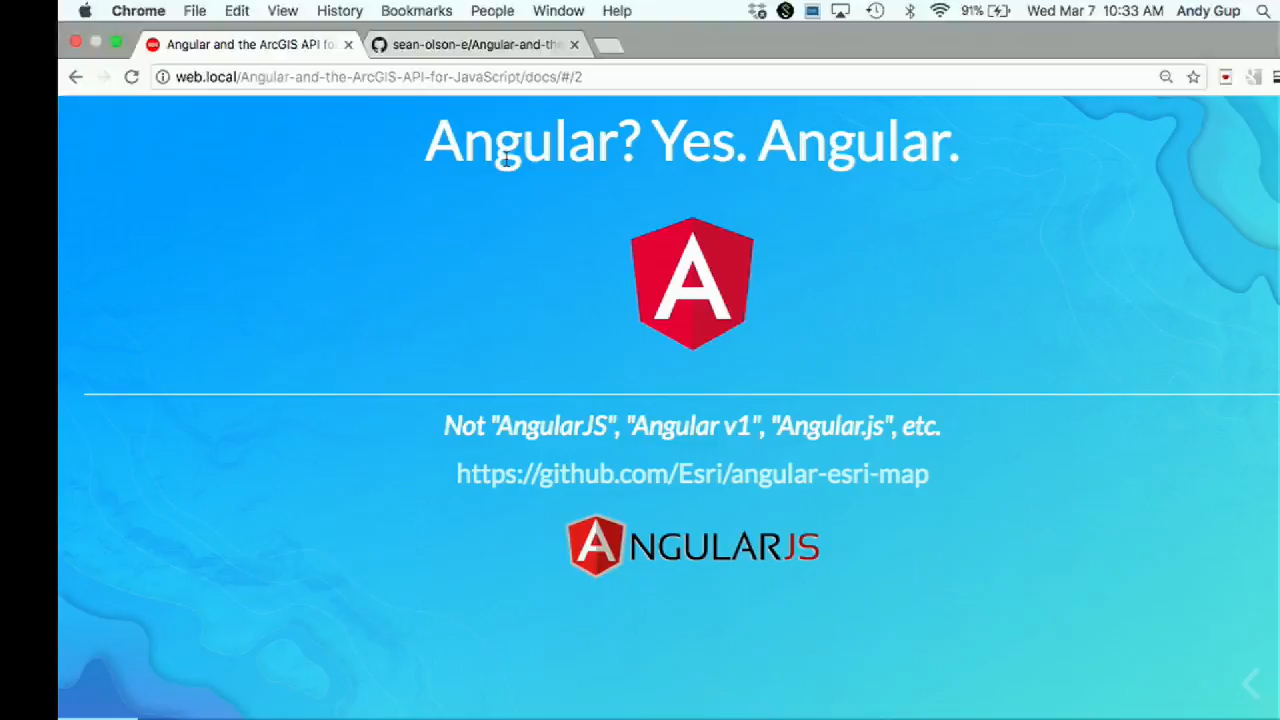 Chrome File Edit View History Bookmarks People Window Help 91% Wed Mar 7 10:33 AM Andy Gup
Angular and the ArcGIS API fo
sean-olson-e/Angular-and-the
web.local/Angular-and-the-ArcGIS-API-for-JavaScript/docs/#/2
Angular? Yes. Angular.
A
Not "AngularJS", "Angular v1", "Angular.js", etc.
https://github.com/Esri/angular-esri-map
ANGULARJS